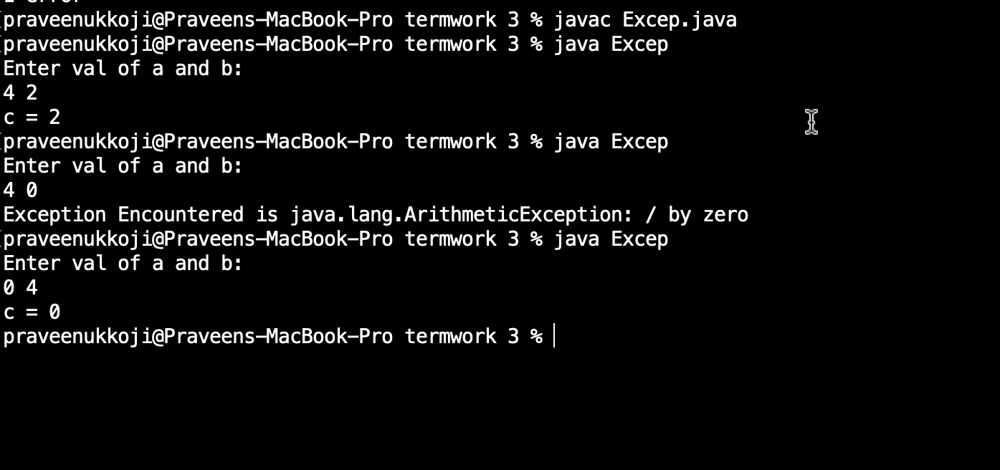 praveenukkoji@Praveens-MacBook-Pro termwork 3 % javac Excep.java
praveenukkoji@Praveens-MacBook-Pro termwork 3 % java Excep
Enter val of a and b:
4 2
c = 2
praveenukkoji@Praveens-MacBook-Pro termwork 3 % java Excep
Enter val of a and b:
4 0
Exception Encountered is java.lang.ArithmeticException: / by zero
praveenukkoji@Praveens-MacBook-Pro termwork 3 % java Excep
Enter val of a and b:
0 4
c = 0
praveenukkoji@Praveens-MacBook-Pro termwork 3 %